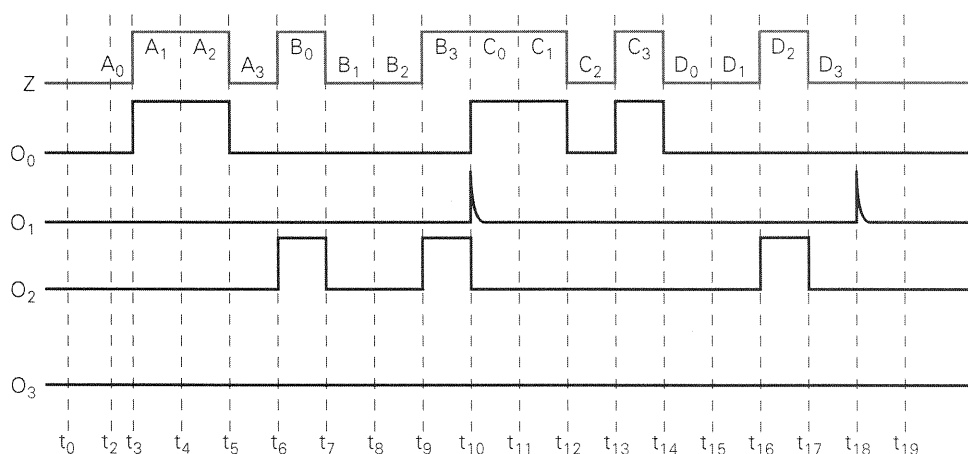 A₀ A₁ A₂ A₃ B₀ B₁ B₂ B₃ C₀ C₁ C₂ C₃ D₀ D₁ D₂ D₃
Z
O₀
O₁
O₂
O₃
t₀ t₂ t₃ t₄ t₅ t₆ t₇ t₈ t₉ t₁₀ t₁₁ t₁₂ t₁₃ t₁₄ t₁₅ t₁₆ t₁₇ t₁₈ t₁₉